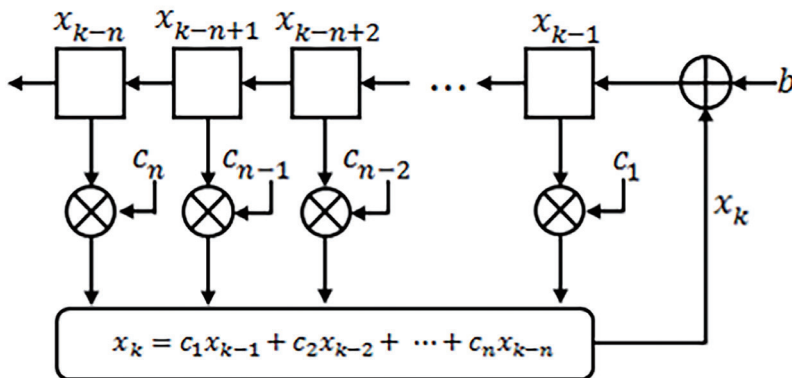 x_{k-n} x_{k-n+1} x_{k-n+2} x_{k-1}
... b
c_n c_{n-1} c_{n-2} c_1
x_k
x_k = c_1x_{k-1} + c_2x_{k-2} + ⋯ + c_nx_{k-n}